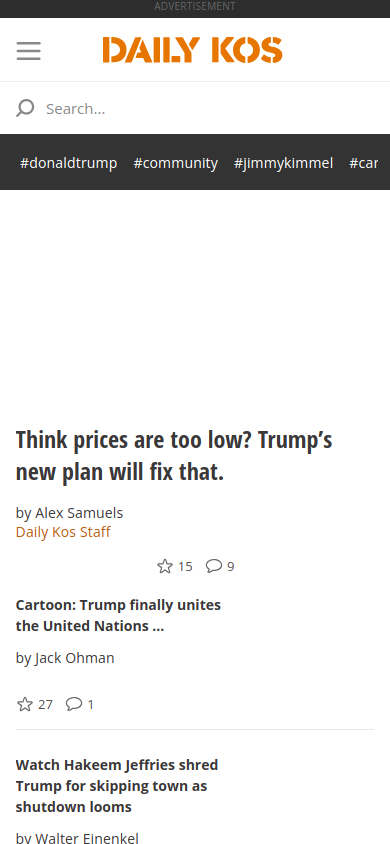 ADVERTISEMENT
DAILY KOS
Search...
#donaldtrump #community #jimmykimmel #car
Think prices are too low? Trump’s
new plan will fix that.
by Alex Samuels
Daily Kos Staff
15 9
Cartoon: Trump finally unites
the United Nations ...
by Jack Ohman
27 1
Watch Hakeem Jeffries shred
Trump for skipping town as
shutdown looms
by Walter Einenkel